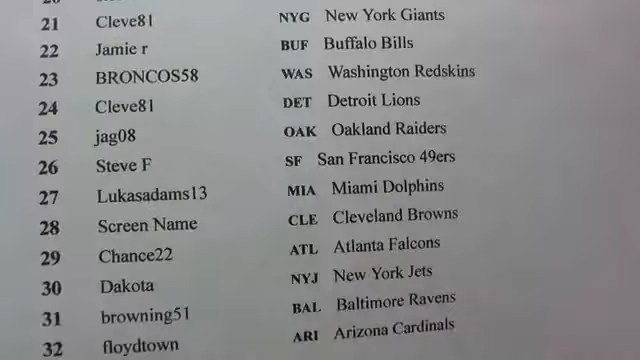 21 Cleve81 NYG New York Giants
22 Jamie r BUF Buffalo Bills
23 BRONCOS58 WAS Washington Redskins
24 Cleve81 DET Detroit Lions
25 jag08 OAK Oakland Raiders
26 Steve F SF San Francisco 49ers
27 Lukasadams13 MIA Miami Dolphins
28 Screen Name CLE Cleveland Browns
29 Chance22 ATL Atlanta Falcons
30 Dakota NYJ New York Jets
31 browning51 BAL Baltimore Ravens
32 floydtown ARI Arizona Cardinals